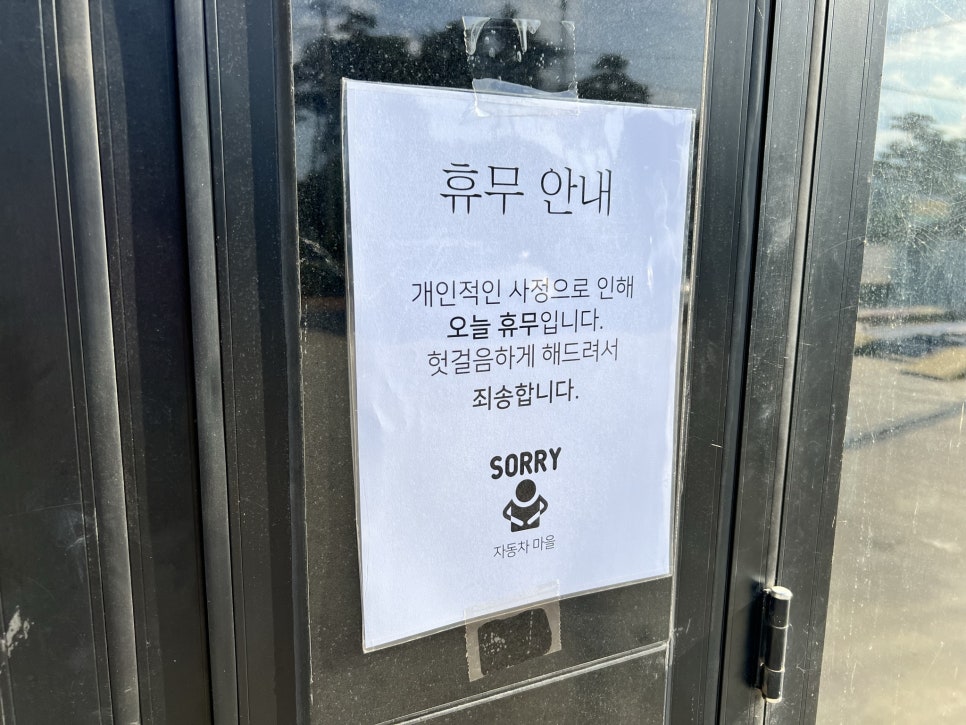 휴무 안내
개인적인 사정으로 인해
오늘 휴무입니다.
헛걸음하게 해드려서
죄송합니다.
SORRY
자동차 마을